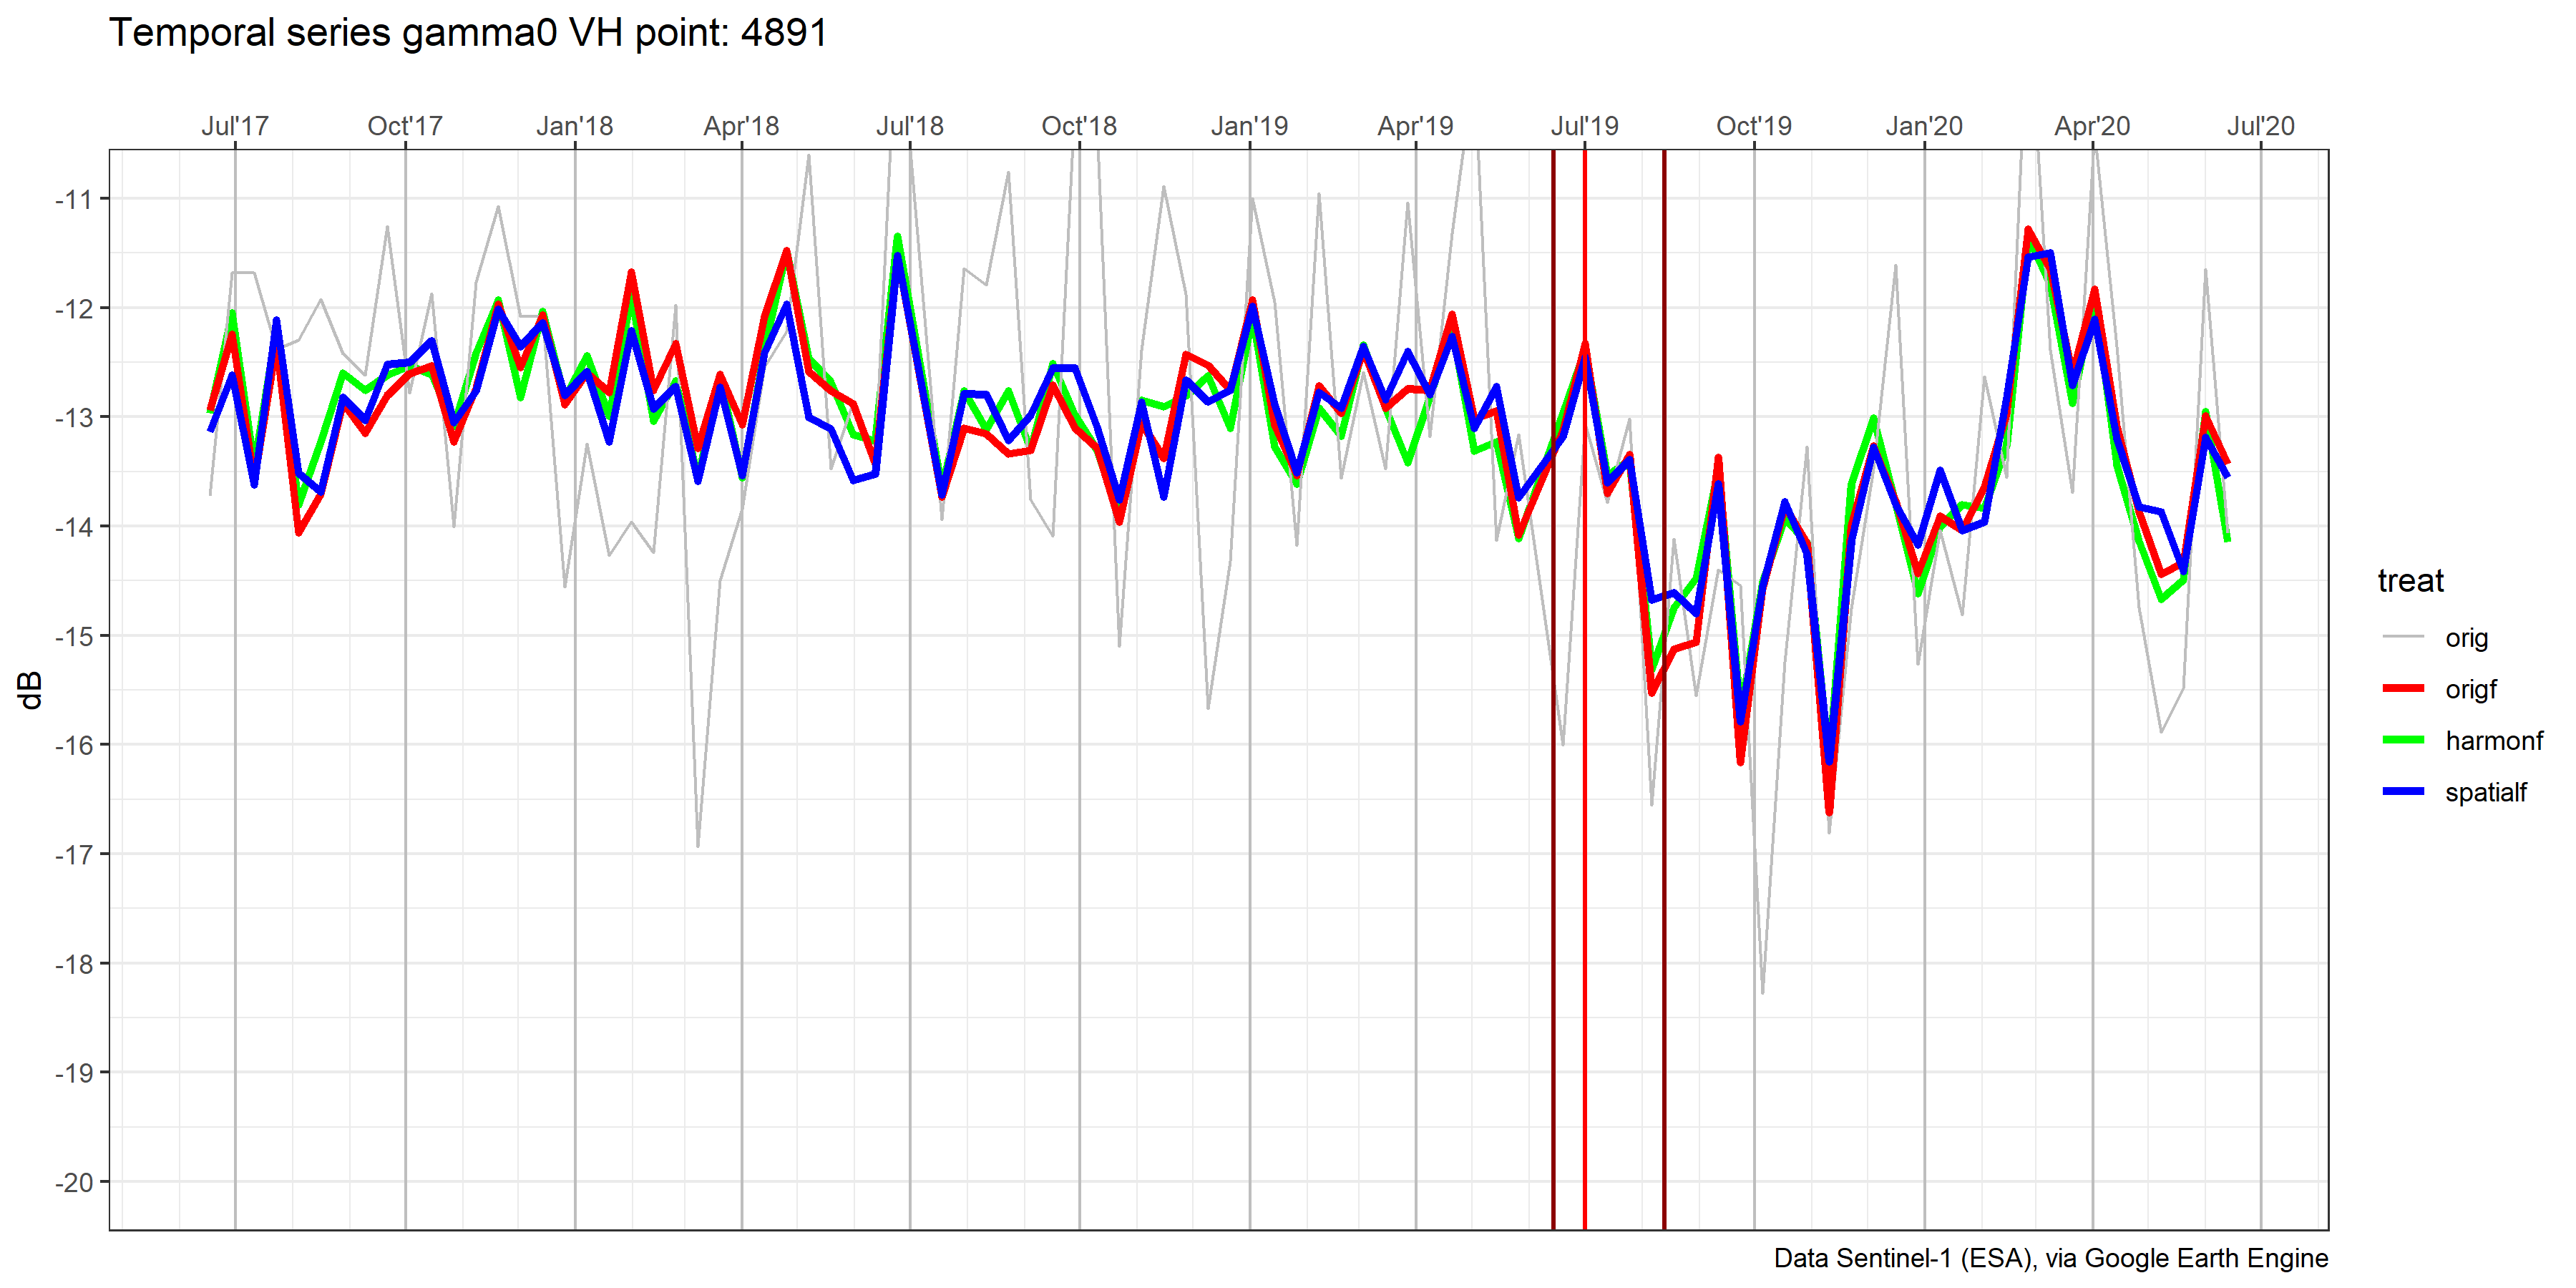 Temporal series gamma0 VH point: 4891
Jul'17 Oct'17 Jan'18 Apr'18 Jul'18 Oct'18 Jan'19 Apr'19 Jul'19 Oct'19 Jan'20 Apr'20 Jul'20
-11
-12
-13
-14
-15
-16
-17
-18
-19
-20
dB
treat
orig
origf
harmonf
spatialf
Data Sentinel-1 (ESA), via Google Earth Engine